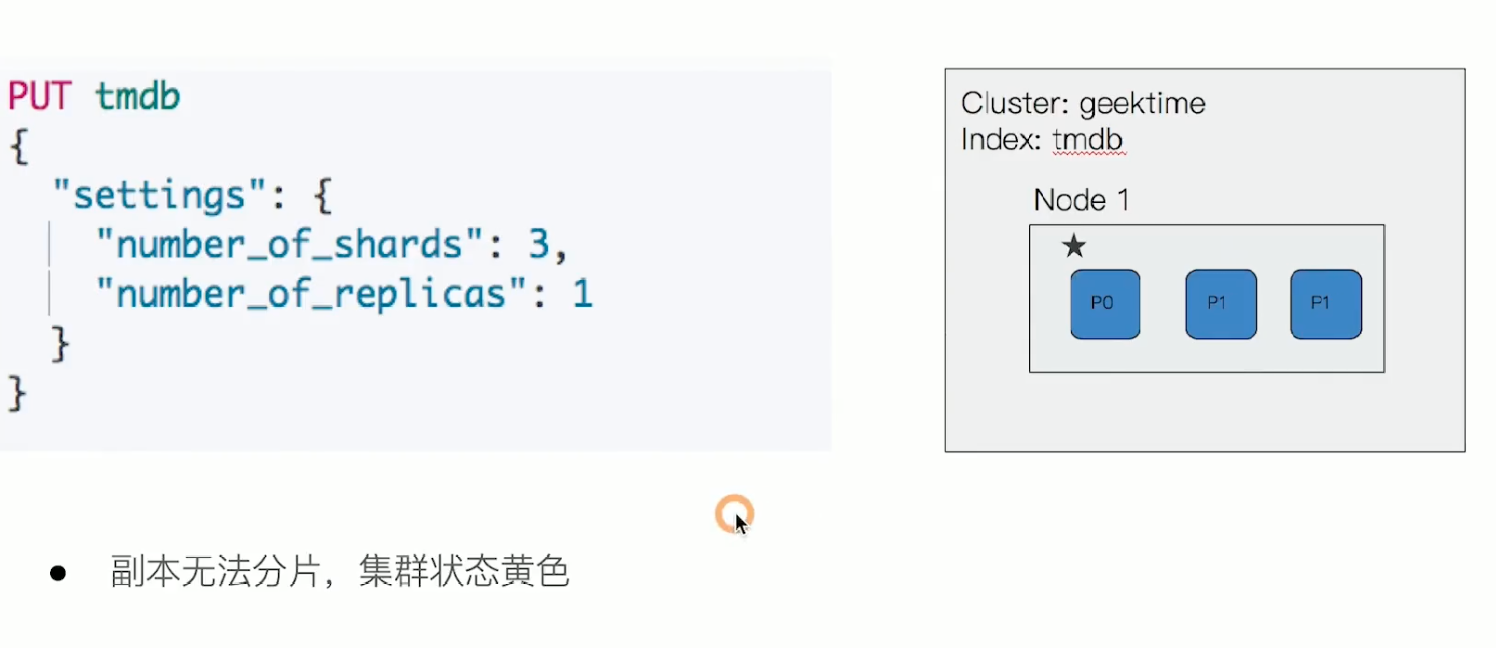 PUT tmdb
{
"settings": {
"number_of_shards": 3,
"number_of_replicas": 1
}
}
Cluster: geektime
Index: tmdb
Node 1
★
P0 P1 P1
● 副本无法分片，集群状态黄色